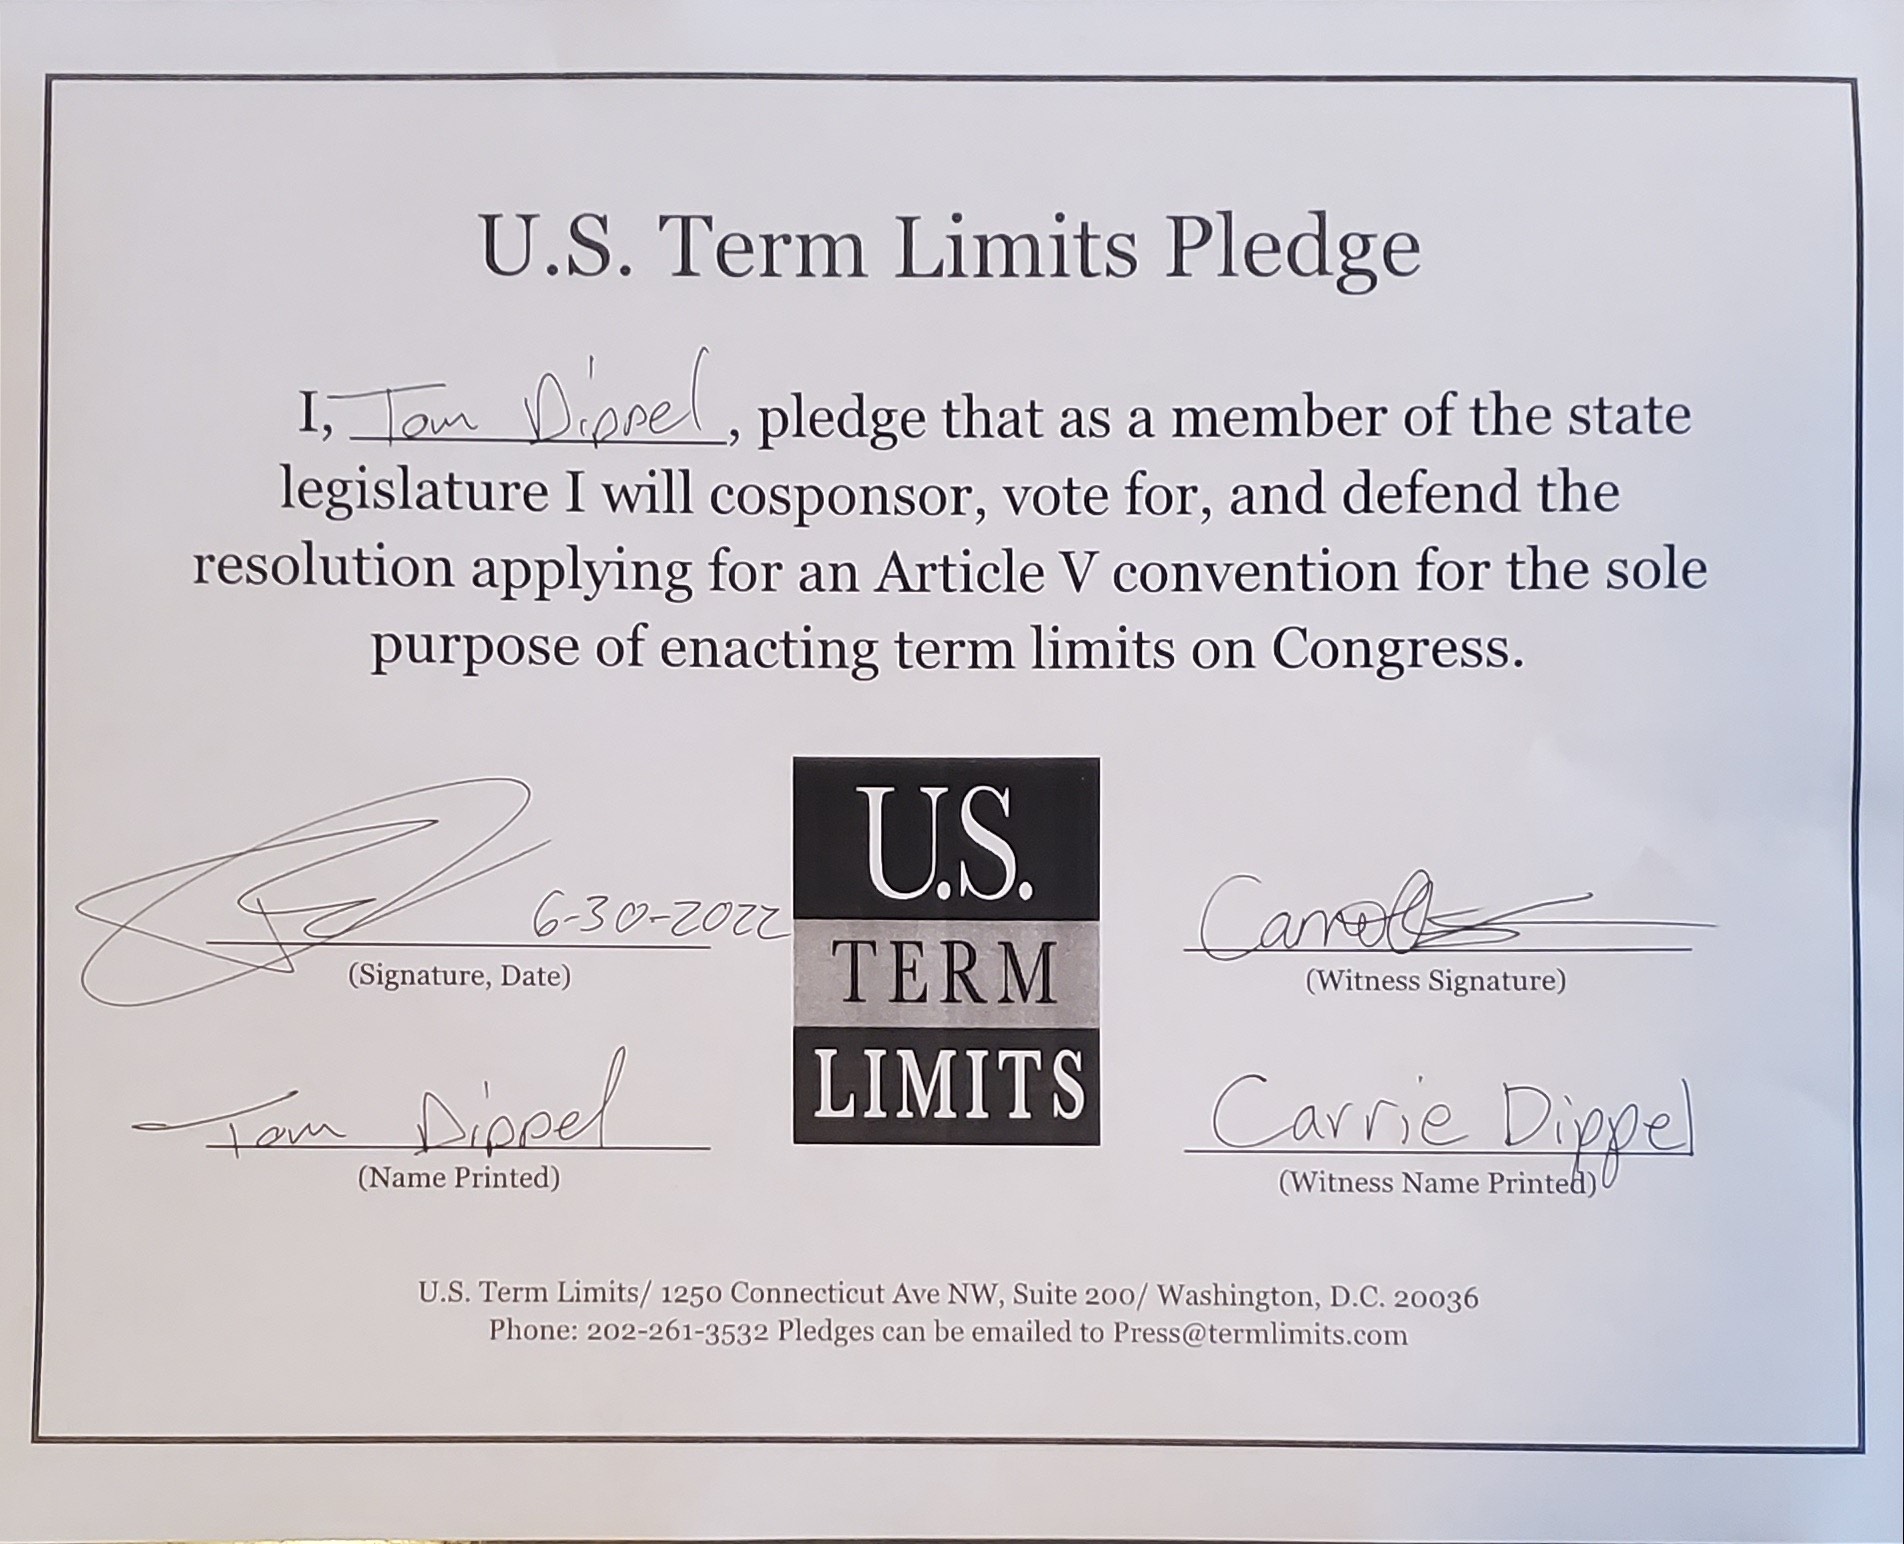 U.S. Term Limits Pledge
I, Tom Dippel, pledge that as a member of the state
legislature I will cosponsor, vote for, and defend the
resolution applying for an Article V convention for the sole
purpose of enacting term limits on Congress.
6-30-2022
(Signature, Date)
Tom Dippel
(Name Printed)
U.S.
TERM
LIMITS
(Witness Signature)
Carrie Dippel
(Witness Name Printed)
U.S. Term Limits/ 1250 Connecticut Ave NW, Suite 200/ Washington, D.C. 20036
Phone: 202-261-3532 Pledges can be emailed to Press@termlimits.com